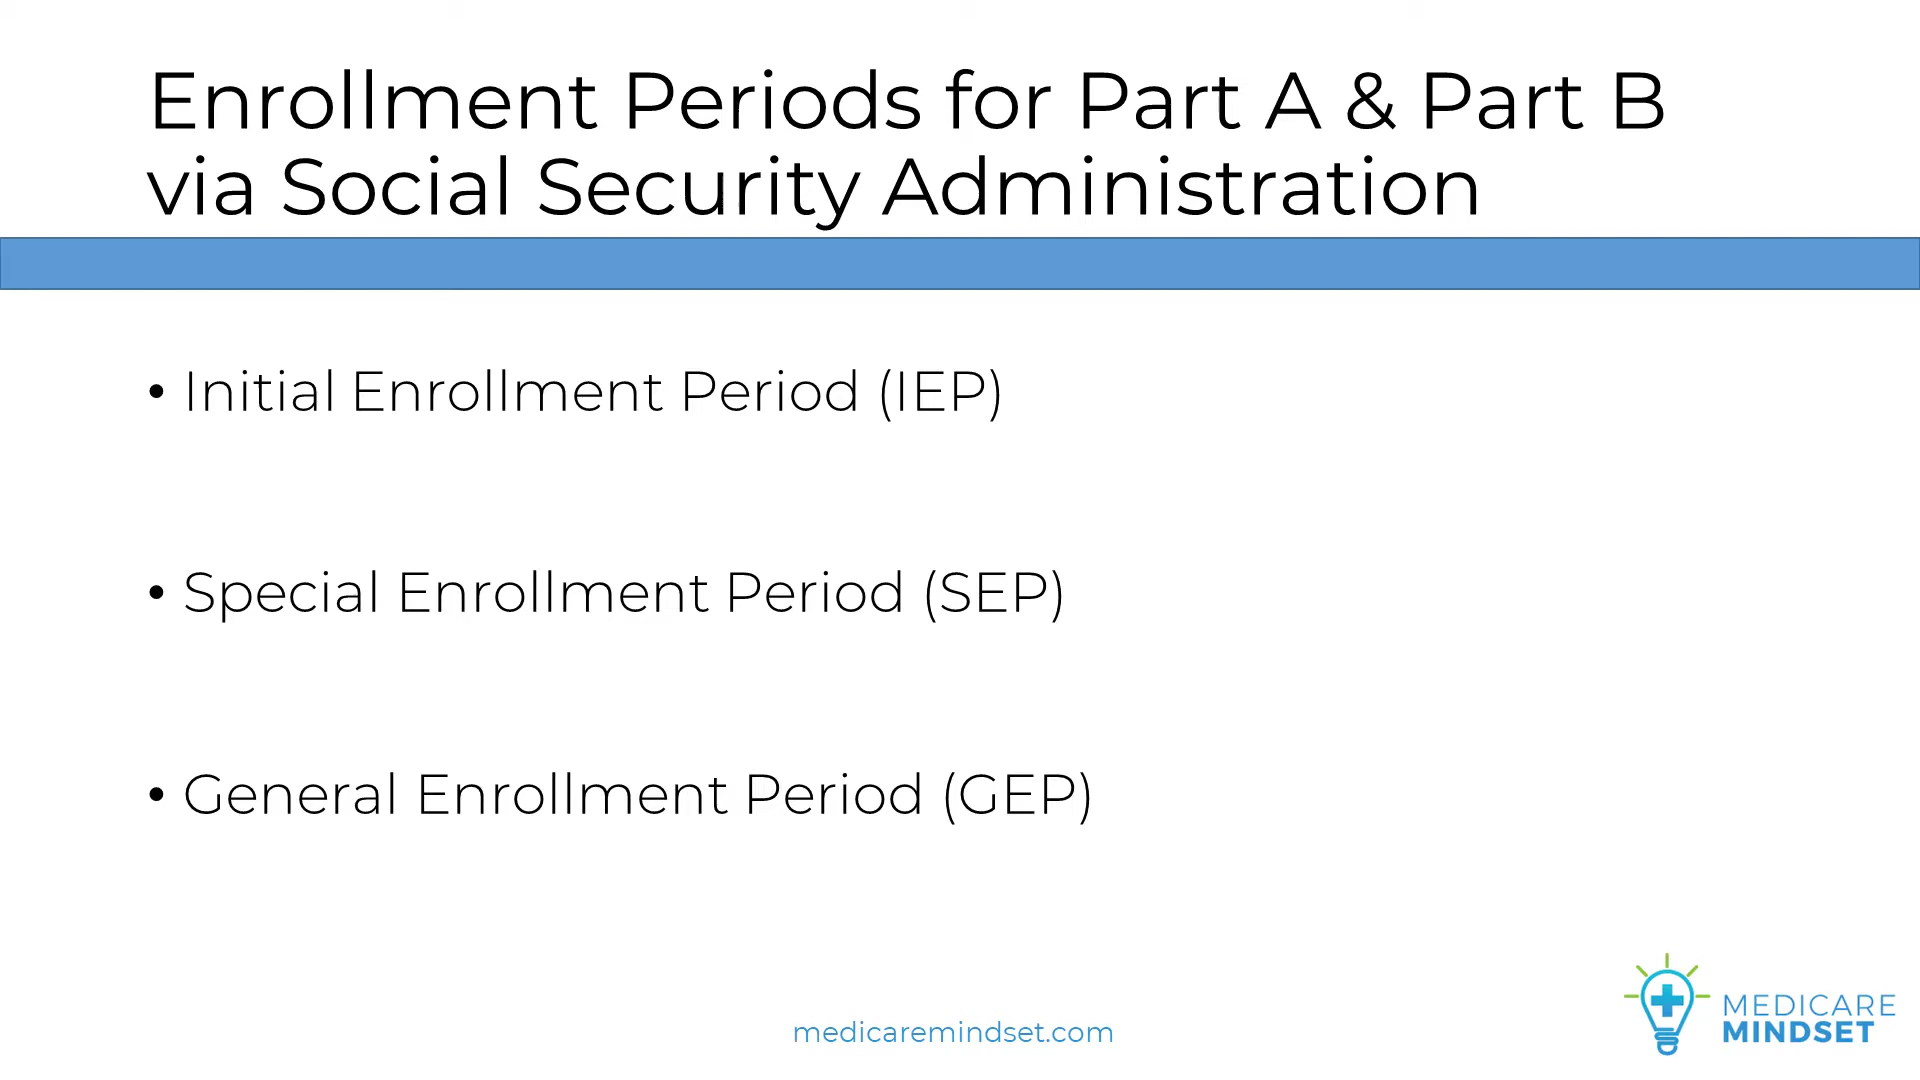 Enrollment Periods for Part A & Part B
via Social Security Administration
• Initial Enrollment Period (IEP)
• Special Enrollment Period (SEP)
• General Enrollment Period (GEP)
medicaremindset.com
MEDICARE
MINDSET